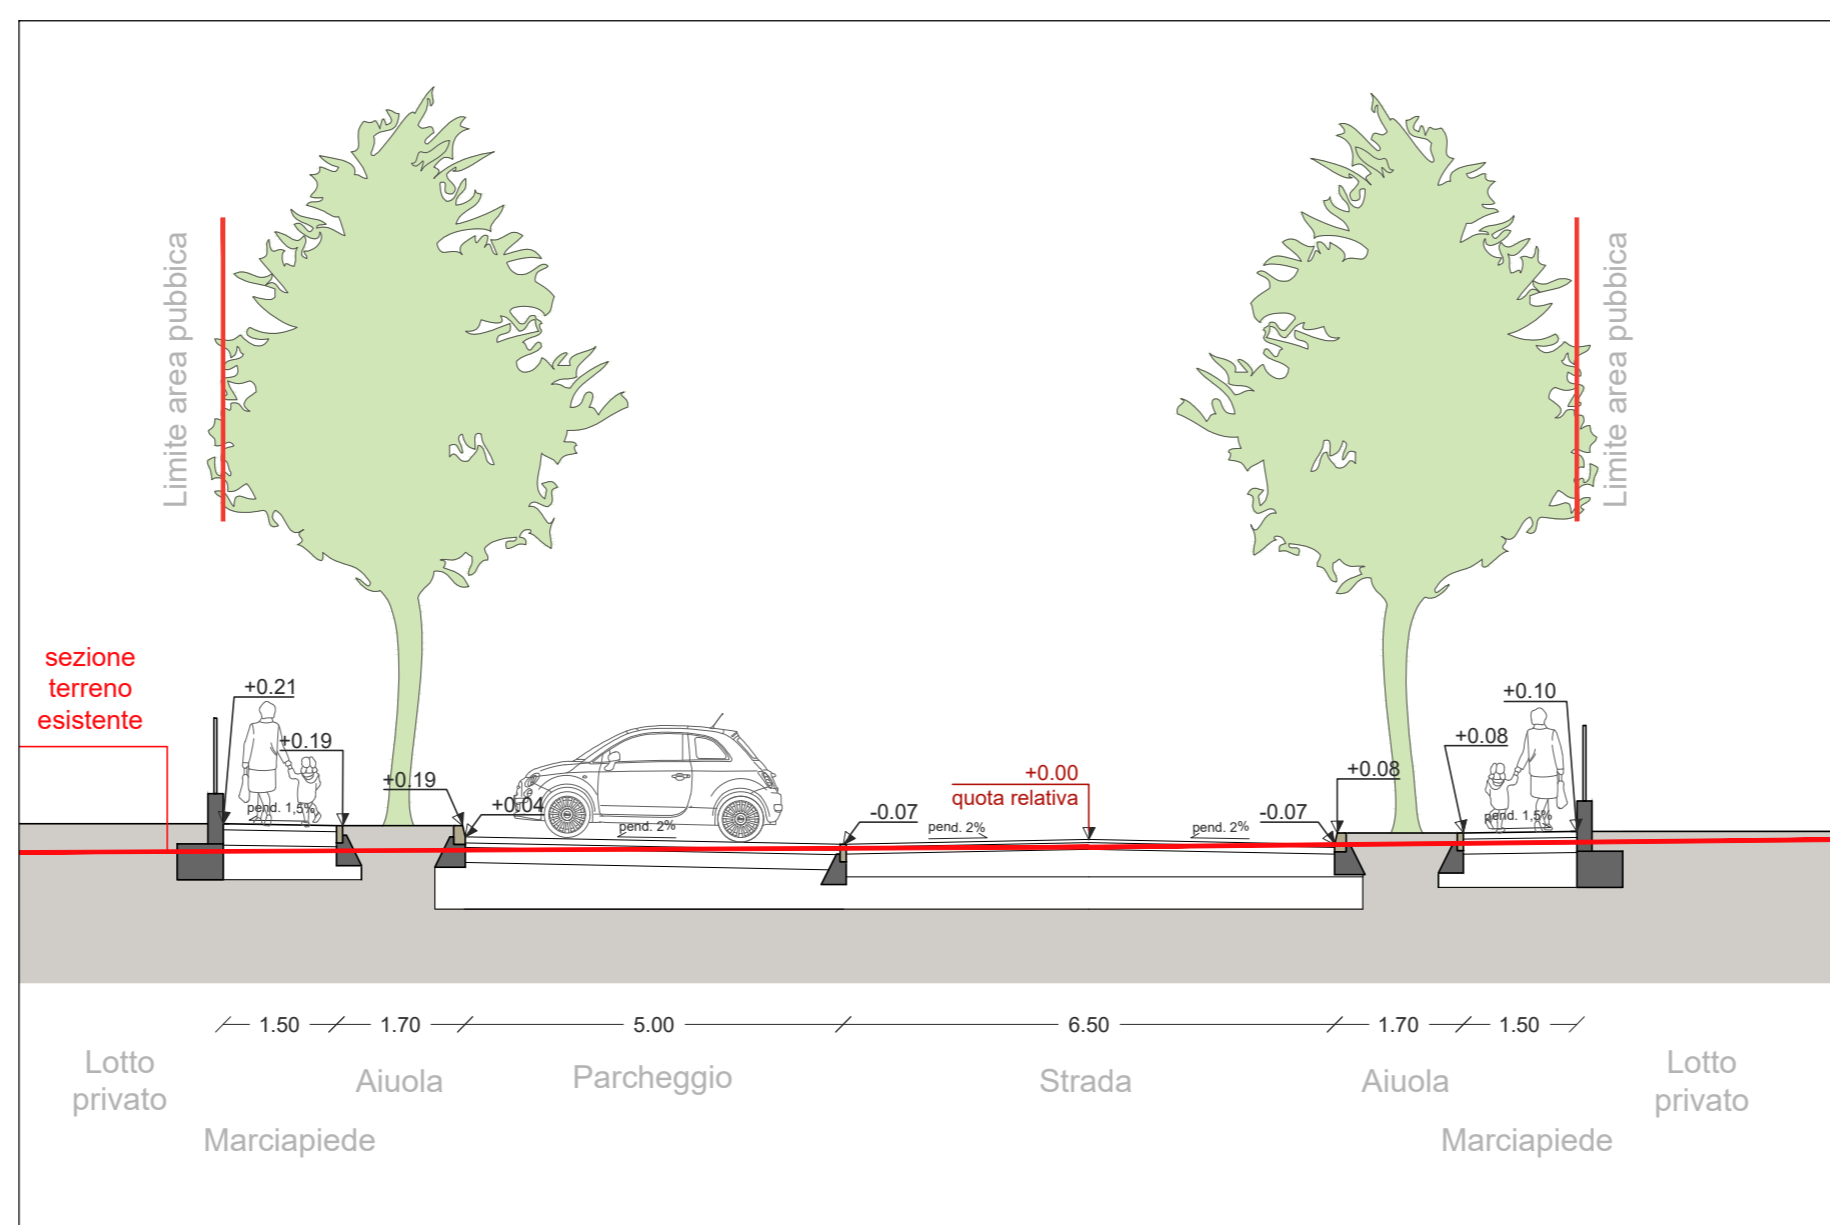 Limite area pubbica
Limite area pubbica
sezione
terreno
esistente
+0.21
+0.19
+0.19
+0.04
-0.07
+0.00
quota relativa
-0.07
+0.08
+0.08
+0.10
pend. 1,5%
pend. 2%
pend. 2%
pend. 2%
pend. 1,5%
1.50
1.70
5.00
6.50
1.70
1.50
Lotto
privato
Marciapiede
Aiuola
Parcheggio
Strada
Aiuola
Marciapiede
Lotto
privato